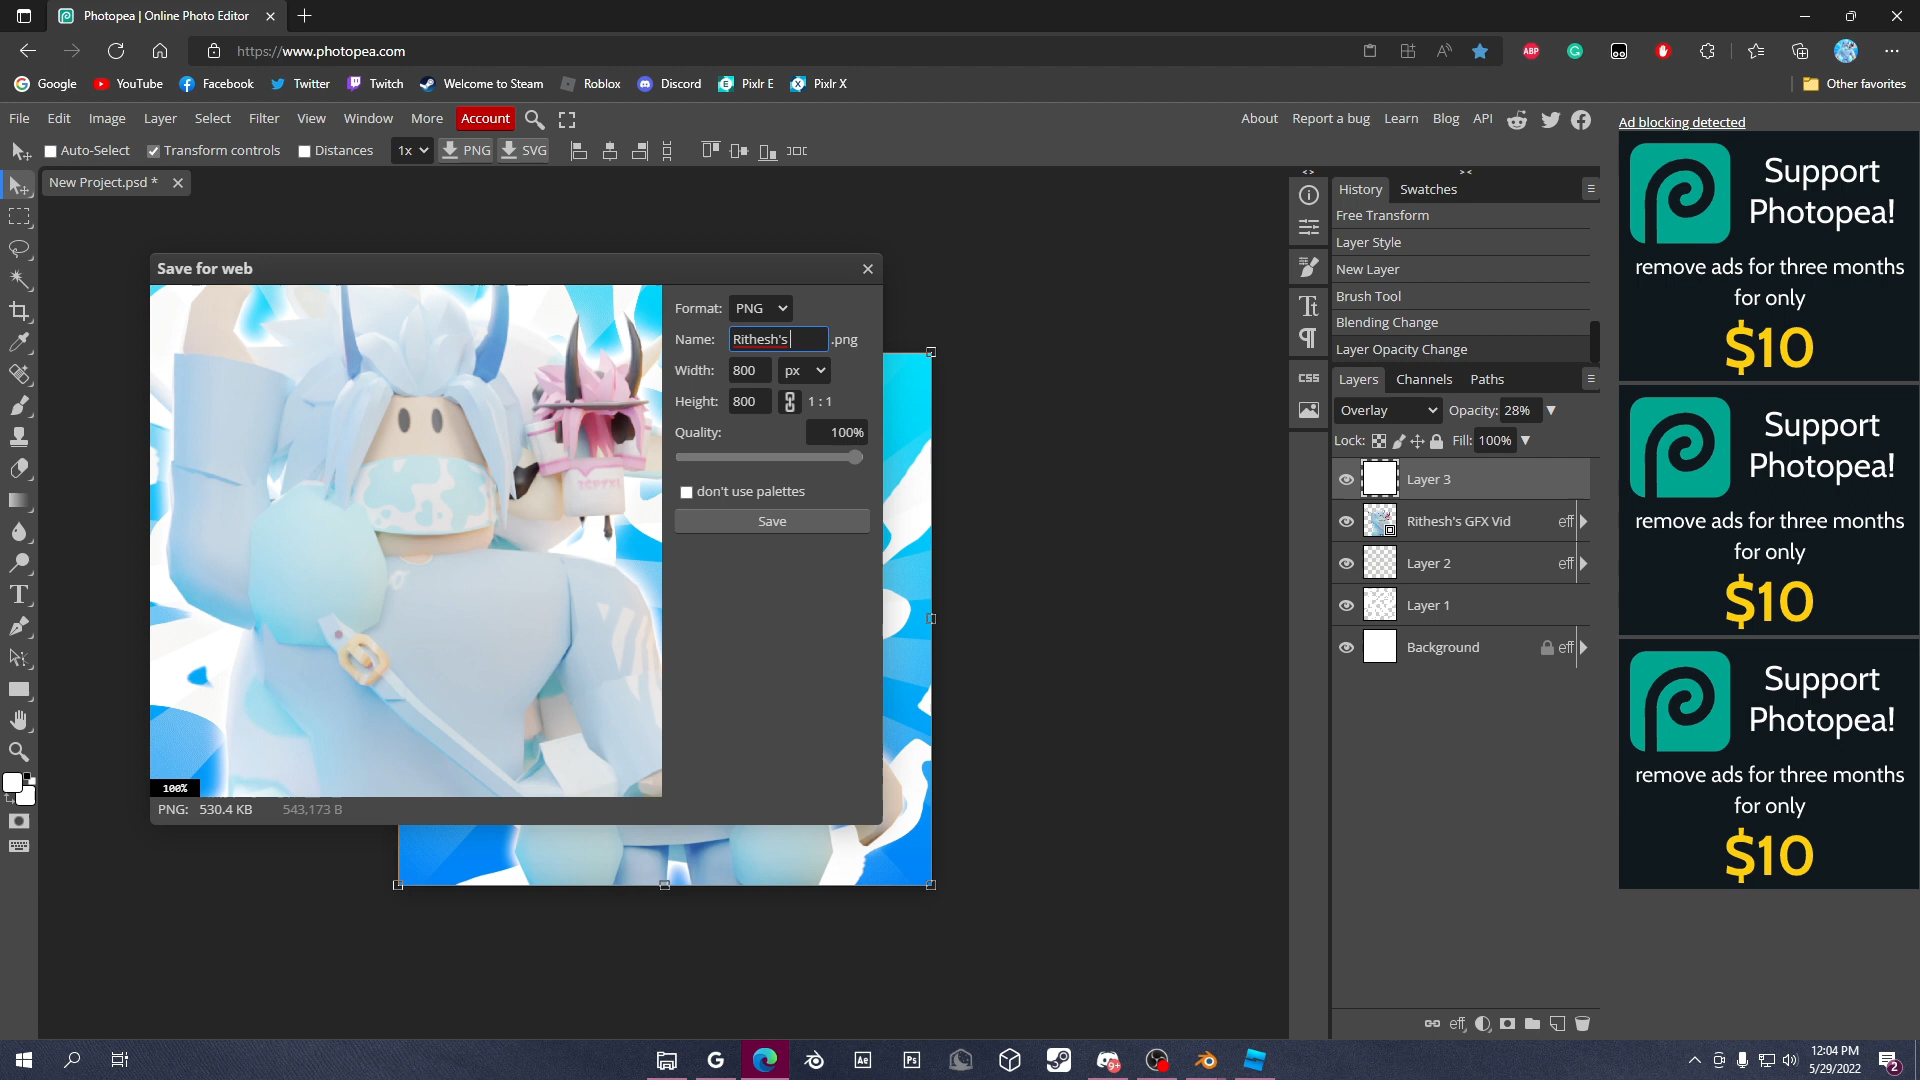 Photopea | Online Photo Editor
https://www.photopea.com
ABP
Google YouTube Facebook Twitter Twitch Welcome to Steam Roblox Discord Pixlr E Pixlr X Other favorites
File Edit Image Layer Select Filter View Window More Account About Report a bug Learn Blog API
Auto-Select Transform controls Distances 1x PNG SVG
New Project.psd *
Save for web
Format: PNG
Name: Rithesh's .png
Width: 800 px
Height: 800 1 : 1
Quality: 100%
don't use palettes
Save
100%
PNG: 530.4 KB 543,173 B
History Swatches
Free Transform
Layer Style
New Layer
Brush Tool
Blending Change
Layer Opacity Change
CSS
Layers Channels Paths
Overlay Opacity: 28%
Lock: Fill: 100%
Layer 3
Rithesh's GFX Vid eff
Layer 2 eff
Layer 1
Background eff
eff
Ad blocking detected
Support
Photopea!
remove ads for three months
for only
$10
Support
Photopea!
remove ads for three months
for only
$10
Support
Photopea!
remove ads for three months
for only
$10
Ae
Ps
9+
12:04 PM
5/29/2022
2